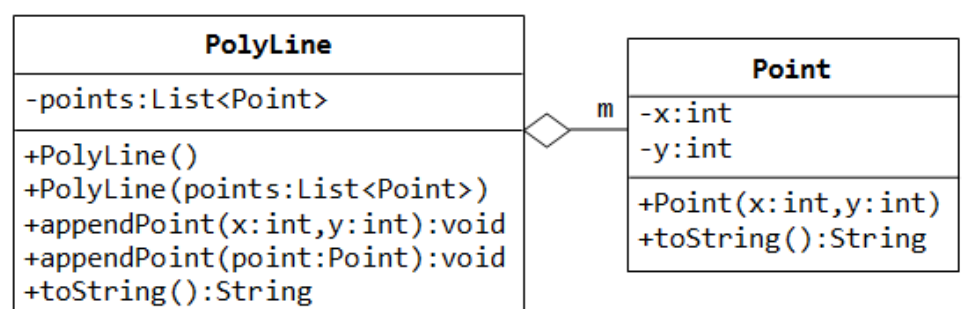 PolyLine
-points:List<Point>
+PolyLine()
+PolyLine(points:List<Point>)
+appendPoint(x:int,y:int):void
+appendPoint(point:Point):void
+toString():String
m
Point
-x:int
-y:int
+Point(x:int,y:int)
+toString():String